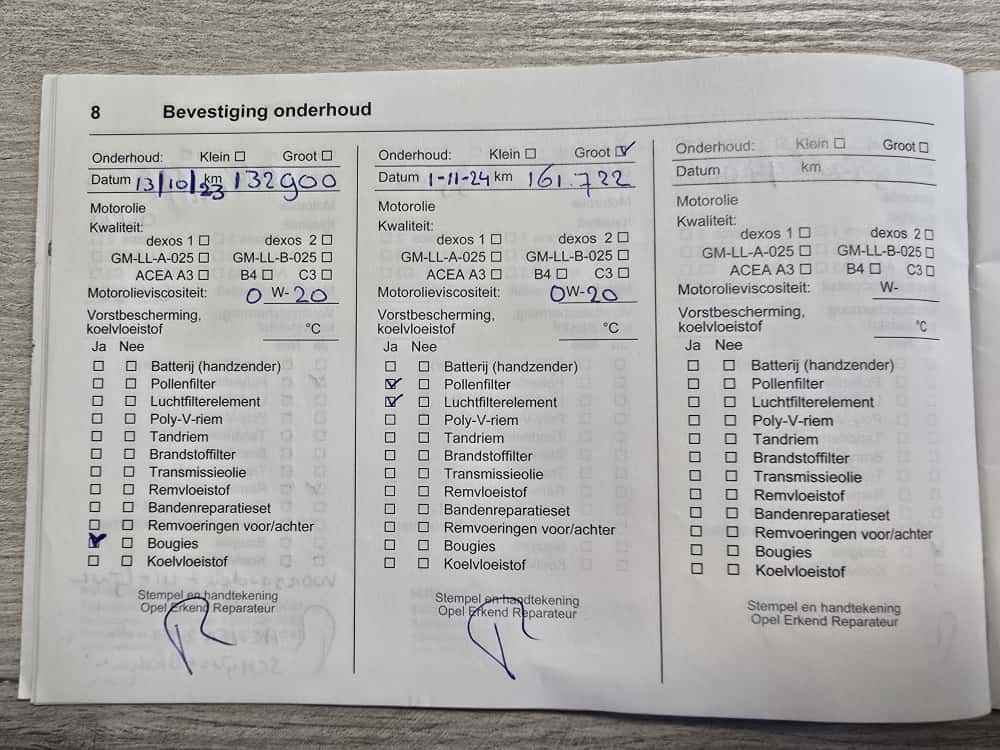 8 Bevestiging onderhoud
Onderhoud: Klein ☐ Groot ☐
Datum 13/10/23 km 132900
Motorolie
Kwaliteit:
dexos 1 ☐ dexos 2 ☐
GM-LL-A-025 ☐ GM-LL-B-025 ☐
ACEA A3 ☐ B4 ☐ C3 ☐
Motorolieviscositeit: 0 W- 20
Vorstbescherming,
koelvloeistof °C
Ja Nee
☐ ☐ Batterij (handzender)
☐ ☐ Pollenfilter
☐ ☐ Luchtfilterelement
☐ ☐ Poly-V-riem
☐ ☐ Tandriem
☐ ☐ Brandstoffilter
☐ ☐ Transmissieolie
☐ ☐ Remvloeistof
☐ ☐ Bandenreparatieset
☐ ☐ Remvoeringen voor/achter
☑ ☐ Bougies
☐ ☐ Koelvloeistof
Stempel en handtekening
Opel Erkend Reparateur
Onderhoud: Klein ☐ Groot ☑
Datum 1-11-24 km 161.722
Motorolie
Kwaliteit:
dexos 1 ☐ dexos 2 ☐
GM-LL-A-025 ☐ GM-LL-B-025 ☐
ACEA A3 ☐ B4 ☐ C3 ☐
Motorolieviscositeit: 0W-20
Vorstbescherming,
koelvloeistof °C
Ja Nee
☐ ☐ Batterij (handzender)
☑ ☐ Pollenfilter
☑ ☐ Luchtfilterelement
☐ ☐ Poly-V-riem
☐ ☐ Tandriem
☐ ☐ Brandstoffilter
☐ ☐ Transmissieolie
☐ ☐ Remvloeistof
☐ ☐ Bandenreparatieset
☐ ☐ Remvoeringen voor/achter
☐ ☐ Bougies
☐ ☐ Koelvloeistof
Stempel en handtekening
Opel Erkend Reparateur
Onderhoud: Klein ☐ Groot ☐
Datum km
Motorolie
Kwaliteit:
dexos 1 ☐ dexos 2 ☐
GM-LL-A-025 ☐ GM-LL-B-025 ☐
ACEA A3 ☐ B4 ☐ C3 ☐
Motorolieviscositeit: W-
Vorstbescherming,
koelvloeistof °C
Ja Nee
☐ ☐ Batterij (handzender)
☐ ☐ Pollenfilter
☐ ☐ Luchtfilterelement
☐ ☐ Poly-V-riem
☐ ☐ Tandriem
☐ ☐ Brandstoffilter
☐ ☐ Transmissieolie
☐ ☐ Remvloeistof
☐ ☐ Bandenreparatieset
☐ ☐ Remvoeringen voor/achter
☐ ☐ Bougies
☐ ☐ Koelvloeistof
Stempel en handtekening
Opel Erkend Reparateur